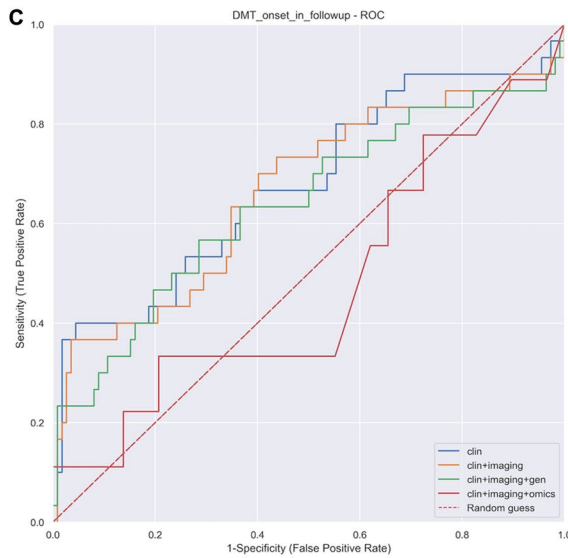 C
DMT_onset_in_followup - ROC
Sensitivity (True Positive Rate)
1.0
0.8
0.6
0.4
0.2
0.0
0.0 0.2 0.4 0.6 0.8 1.0
1-Specificity (False Positive Rate)
clin
clin+imaging
clin+imaging+gen
clin+imaging+omics
Random guess